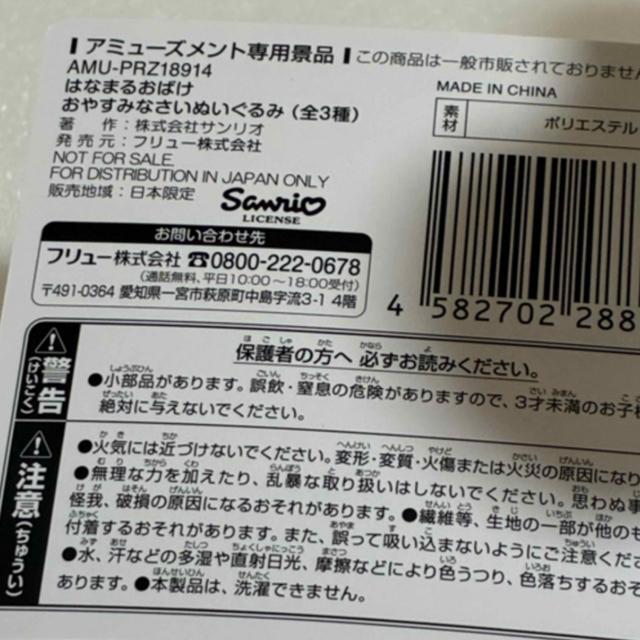 アミューズメント専用景品 この商品は一般市販されておりません
AMU-PRZ18914
はなまるおばけ
おやすみなさいぬいぐるみ（全3種）
著作：株式会社サンリオ
発売元：フリュー株式会社
NOT FOR SALE.
FOR DISTRIBUTION IN JAPAN ONLY
販売地域：日本限定
Sanrio
LICENSE
MADE IN CHINA
素材 ポリエステル
お問い合わせ先
フリュー株式会社 ☎0800-222-0678
（通話無料、平日10:00～18:00受付）
〒491-0364 愛知県一宮市萩原町中島字流3-1 4階
4 582702 288
警告（けいこく）
保護者の方へ 必ずお読みください。
●小部品があります。誤飲・窒息の危険がありますので、3才未満のお子様
絶対に与えないでください。
注意（ちゅうい）
●火気には近づけないでください。変形・変質・火傷または火災の原因になり
●無理な力を加えたり、乱暴な取り扱いはしないでください。思わぬ事
怪我、破損の原因になるおそれがあります。●繊維等、生地の一部が他のも
付着するおそれがあります。また、誤って吸い込まないようにご注意くださ
●水、汗などの多湿や直射日光、摩擦などにより色うつり、色落ちするおそ
あります。●本製品は、洗濯できません。